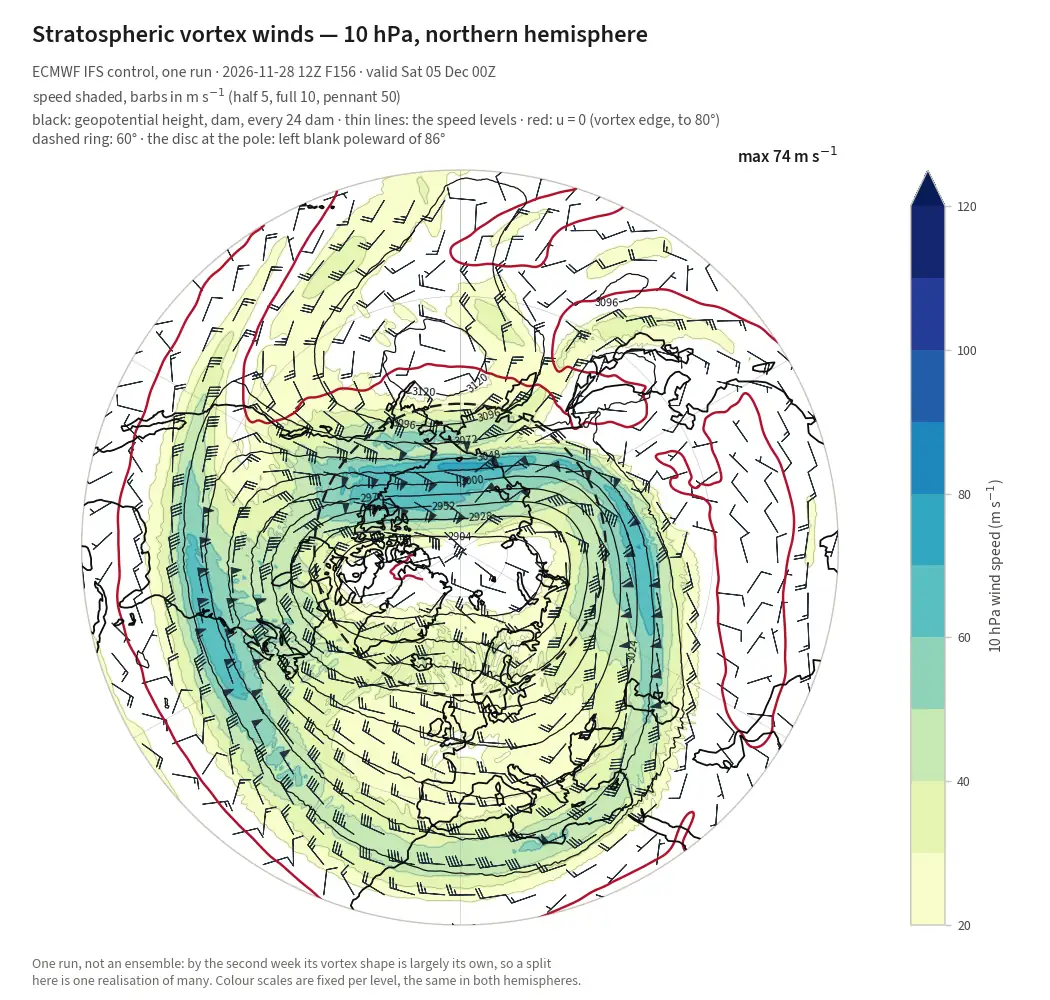 Stratospheric vortex winds — 10 hPa, northern hemisphere
ECMWF IFS control, one run · 2026-11-28 12Z F156 · valid Sat 05 Dec 00Z
speed shaded, barbs in m s⁻¹ (half 5, full 10, pennant 50)
black: geopotential height, dam, every 24 dam · thin lines: the speed levels · red: u = 0 (vortex edge, to 80°)
dashed ring: 60° · the disc at the pole: left blank poleward of 86°
max 74 m s⁻¹
120
100
80
60
40
20
10 hPa wind speed (m s⁻¹)
3096
3120
3120
3096
3072
3048
2952
2928
2904
3024
One run, not an ensemble: by the second week its vortex shape is largely its own, so a split
here is one realisation of many. Colour scales are fixed per level, the same in both hemispheres.